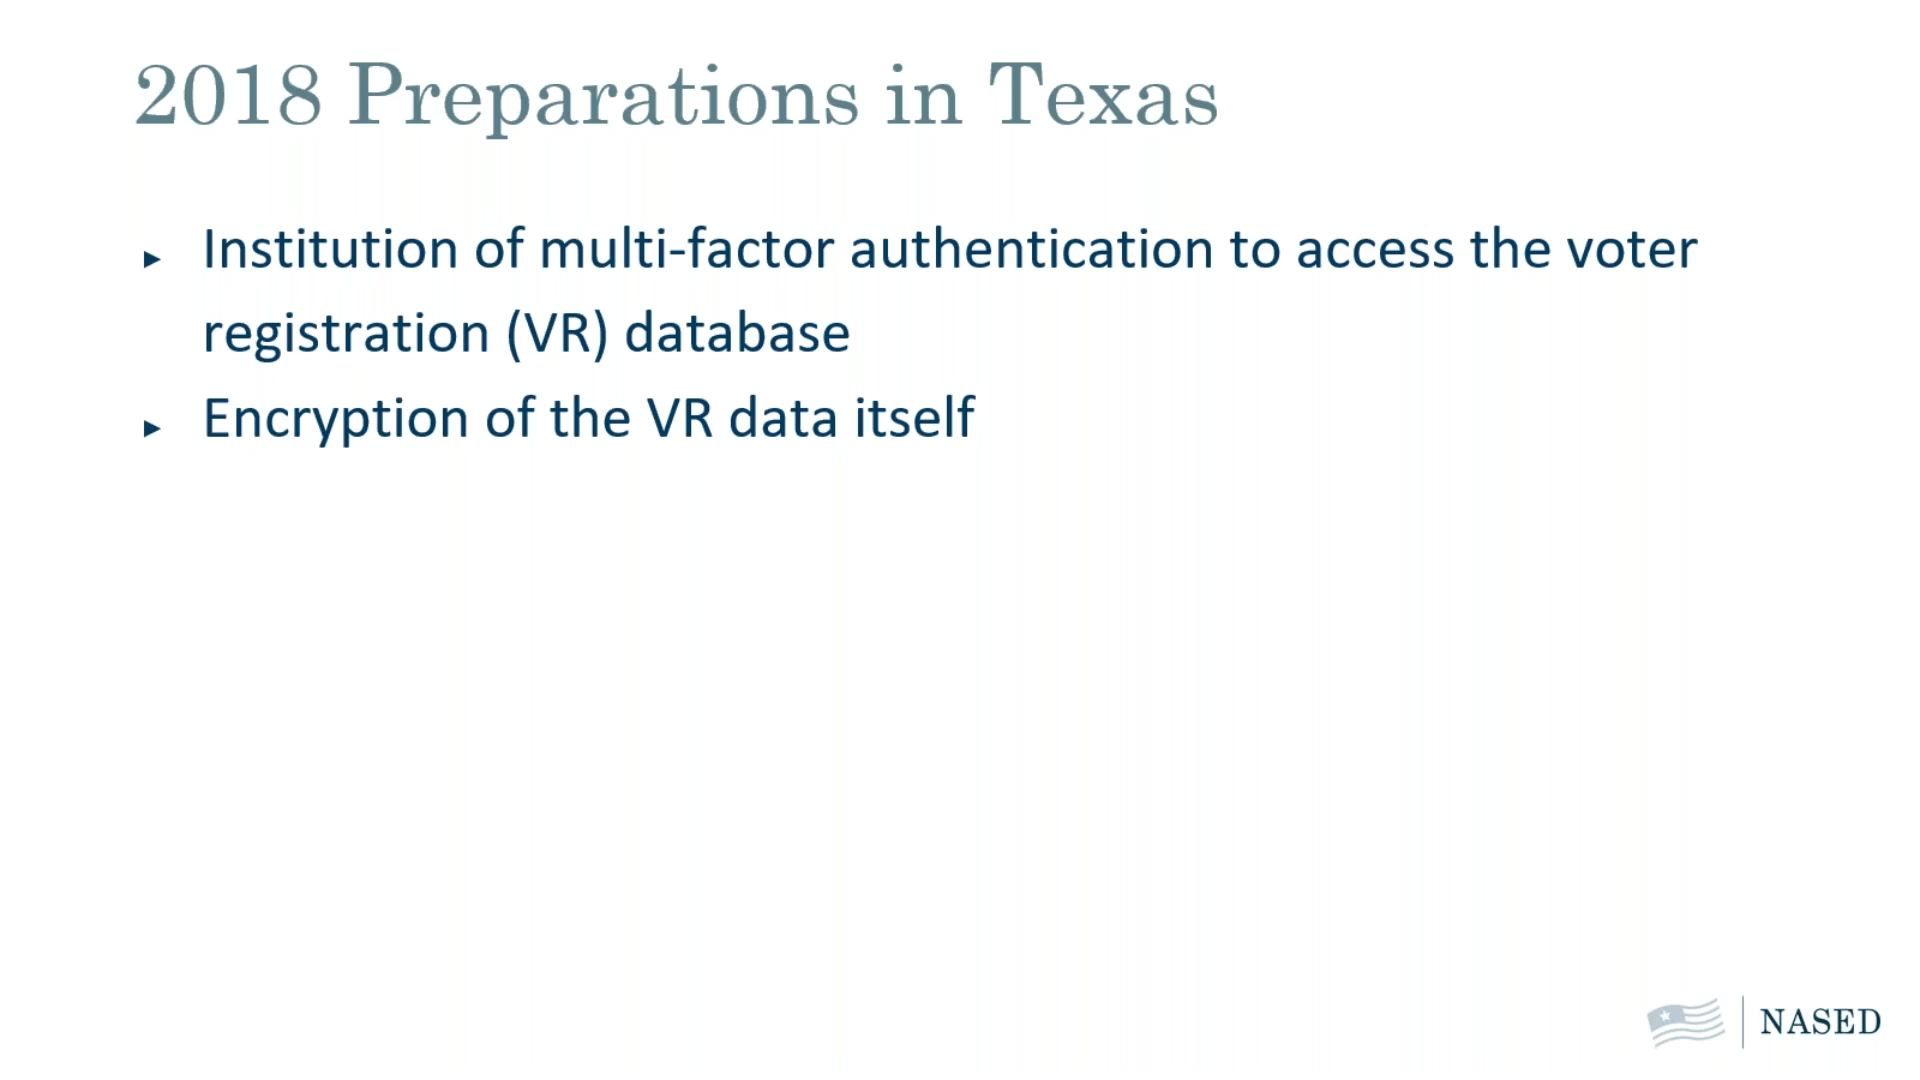 2018 Preparations in Texas
► Institution of multi-factor authentication to access the voter
registration (VR) database
► Encryption of the VR data itself
NASED